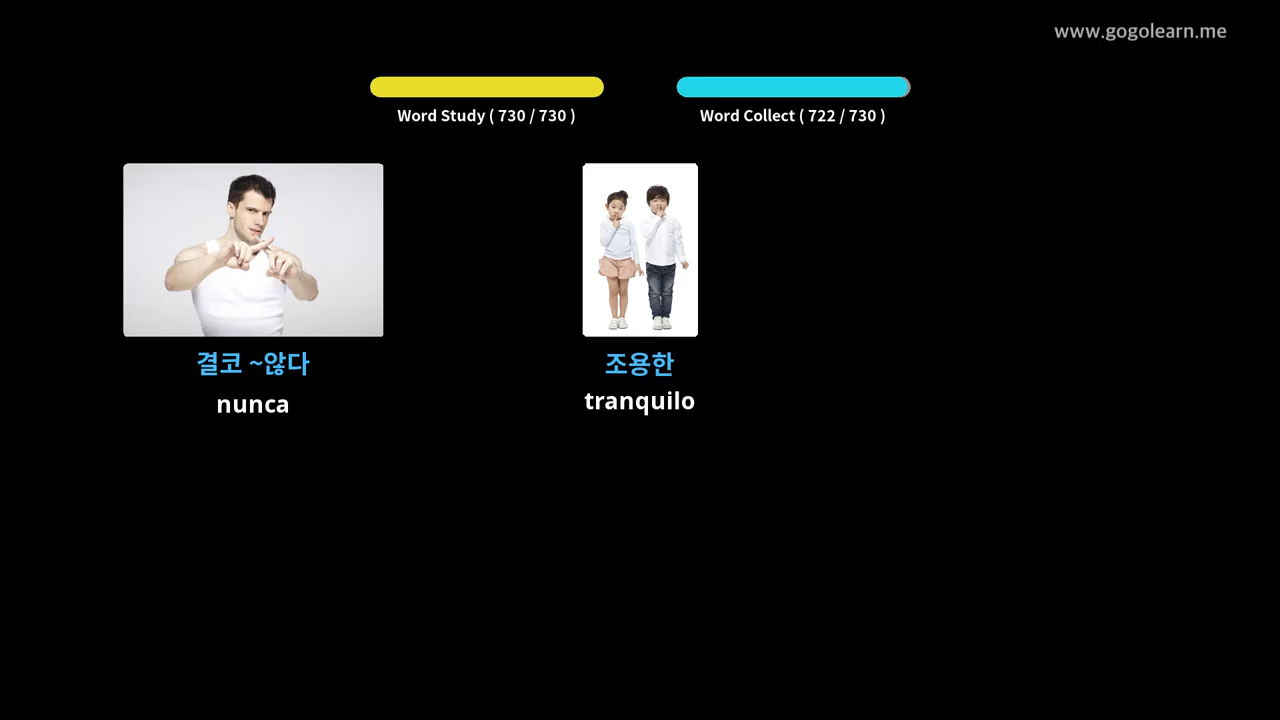 www.gogolearn.me
Word Study ( 730 / 730 )
Word Collect ( 722 / 730 )
결코 ~않다
조용한
nunca
tranquilo